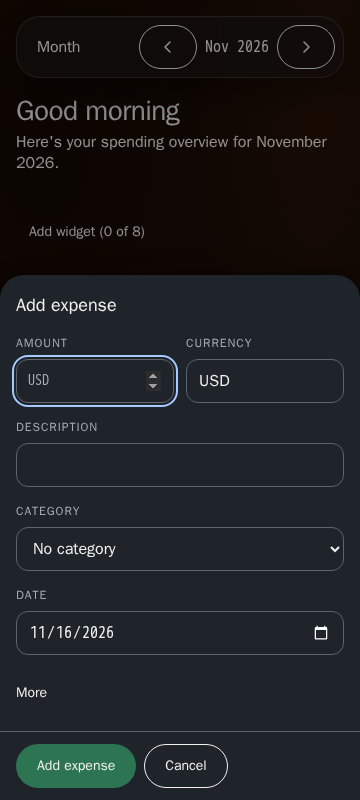 Month
Nov 2026
Good morning
Here's your spending overview for November
2026.
Add widget (0 of 8)
Add expense
AMOUNT
CURRENCY
USD
USD
DESCRIPTION
CATEGORY
No category
DATE
11/16/2026
More
Add expense
Cancel